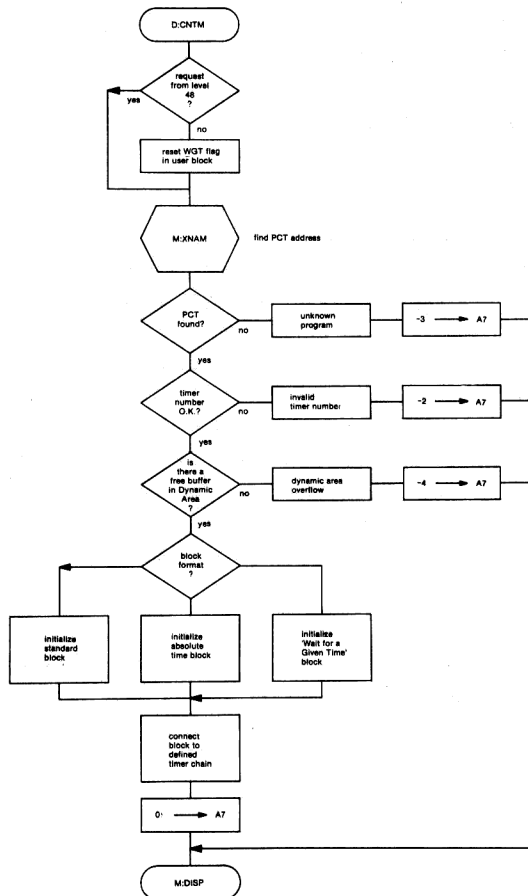 D:CNTM
request
from level
48
?
yes
no
reset WGT flag
in user block
M:XNAM
find PCT address
PCT
found?
no
unknown
program
-3 → A7
yes
timer
number
O.K.?
no
invalid
timer number
-2 → A7
yes
is
there a
free buffer
in Dynamic
Area
?
no
dynamic area
overflow
-4 → A7
yes
block
format
?
initialize
standard
block
initialize
absolute
time block
initialize
'Wait for a
Given Time'
block
connect
block to
defined
timer chain
0 → A7
M:DISP